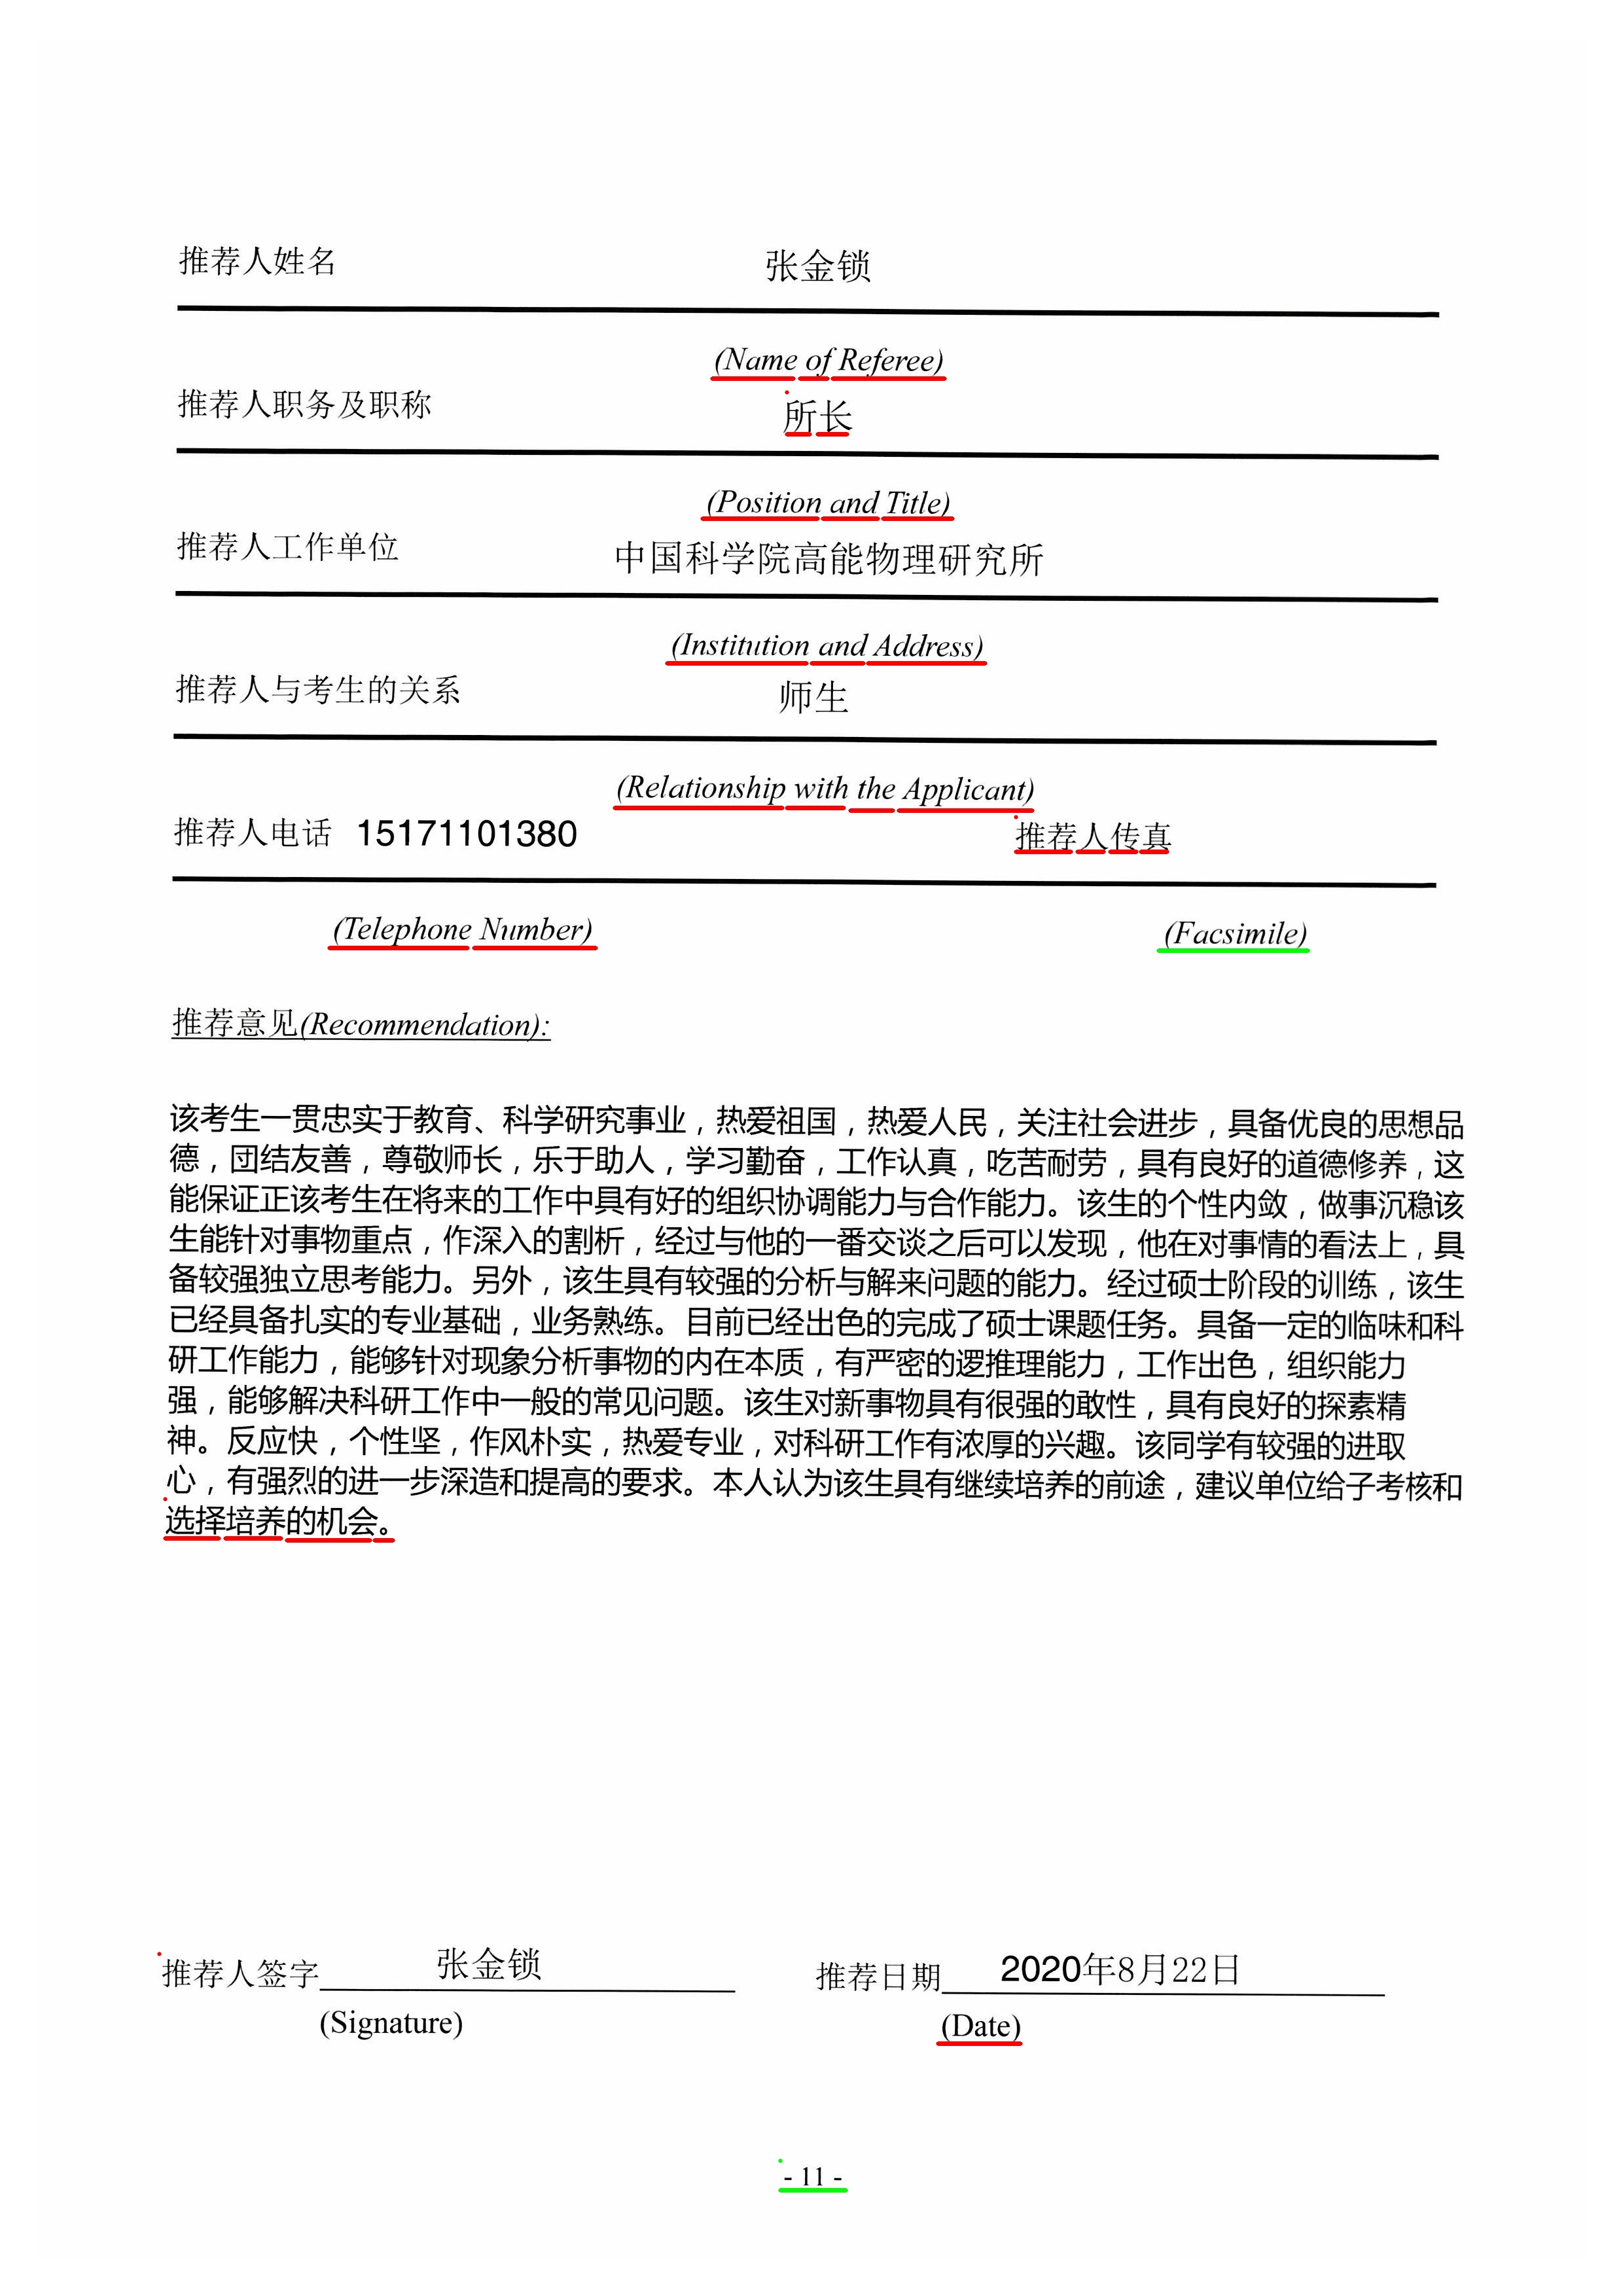 推荐人姓名 张金锁
(Name of Referee)
推荐人职务及职称 所长
(Position and Title)
推荐人工作单位 中国科学院高能物理研究所
(Institution and Address)
推荐人与考生的关系 师生
(Relationship with the Applicant)
推荐人电话 15171101380 推荐人传真
(Telephone Number) (Facsimile)
推荐意见(Recommendation):
该考生一贯忠实于教育、科学研究事业，热爱祖国，热爱人民，关注社会进步，具备优良的思想品
德，团结友善，尊敬师长，乐于助人，学习勤奋，工作认真，吃苦耐劳，具有良好的道德修养，这
能保证正该考生在将来的工作中具有好的组织协调能力与合作能力。该生的个性内敛，做事沉稳该
生能针对事物重点，作深入的割析，经过与他的一番交谈之后可以发现，他在对事情的看法上，具
备较强独立思考能力。另外，该生具有较强的分析与解来问题的能力。经过硕士阶段的训练，该生
已经具备扎实的专业基础，业务熟练。目前已经出色的完成了硕士课题任务。具备一定的临味和科
研工作能力，能够针对现象分析事物的内在本质，有严密的逻推理能力，工作出色，组织能力
强，能够解决科研工作中一般的常见问题。该生对新事物具有很强的敢性，具有良好的探素精
神。反应快，个性坚，作风朴实，热爱专业，对科研工作有浓厚的兴趣。该同学有较强的进取
心，有强烈的进一步深造和提高的要求。本人认为该生具有继续培养的前途，建议单位给子考核和
选择培养的机会。
推荐人签字 张金锁 推荐日期 2020年8月22日
(Signature) (Date)
- 11 -